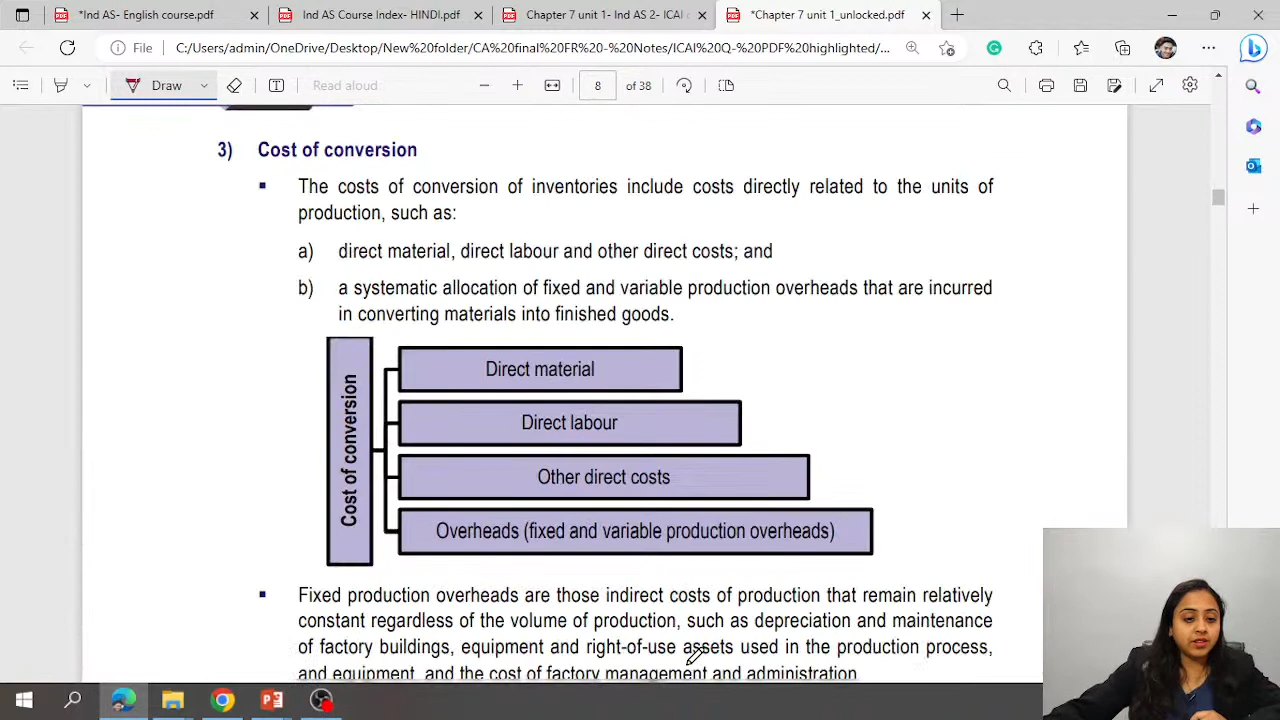 *Ind AS- English course.pdf
Ind AS Course Index- HINDI.pdf
Chapter 7 unit 1- Ind AS 2- ICAI
*Chapter 7 unit 1_unlocked.pdf
File
C:/Users/admin/OneDrive/Desktop/New%20folder/CA%20final%20FR%20-%20Notes/ICAI%20Q-%20PDF%20highlighted/...
Draw
Read aloud
8 of 38
3) Cost of conversion
The costs of conversion of inventories include costs directly related to the units of
production, such as:
a) direct material, direct labour and other direct costs; and
b) a systematic allocation of fixed and variable production overheads that are incurred
in converting materials into finished goods.
Cost of conversion
Direct material
Direct labour
Other direct costs
Overheads (fixed and variable production overheads)
Fixed production overheads are those indirect costs of production that remain relatively
constant regardless of the volume of production, such as depreciation and maintenance
of factory buildings, equipment and right-of-use assets used in the production process,
and equipment, and the cost of factory management and administration.